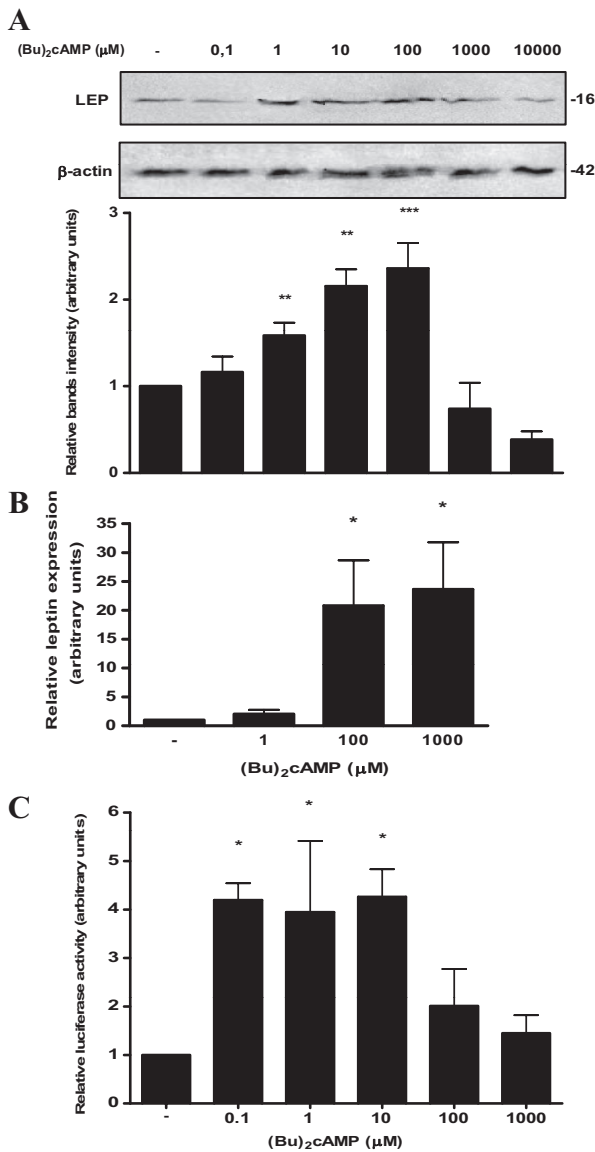 A
(Bu)₂cAMP (μM) - 0,1 1 10 100 1000 10000
LEP -16
β-actin -42
Relative bands intensity (arbitrary units)
3
2
1
0
** ** ***
B
Relative leptin expression
(arbitrary units)
35
30
25
20
15
10
5
0
* *
- 1 100 1000
(Bu)₂cAMP (μM)
C
Relative luciferase activity (arbitrary units)
6
5
4
3
2
1
0
* * *
- 0.1 1 10 100 1000
(Bu)₂cAMP (μM)